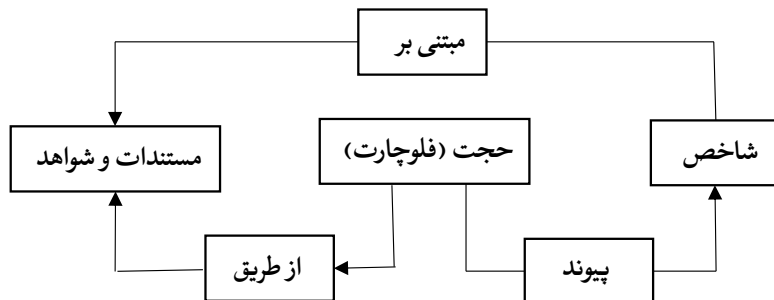 مبتنی بر
شاخص
حجت (فلوچارت)
مستندات و شواهد
پیوند
از طریق